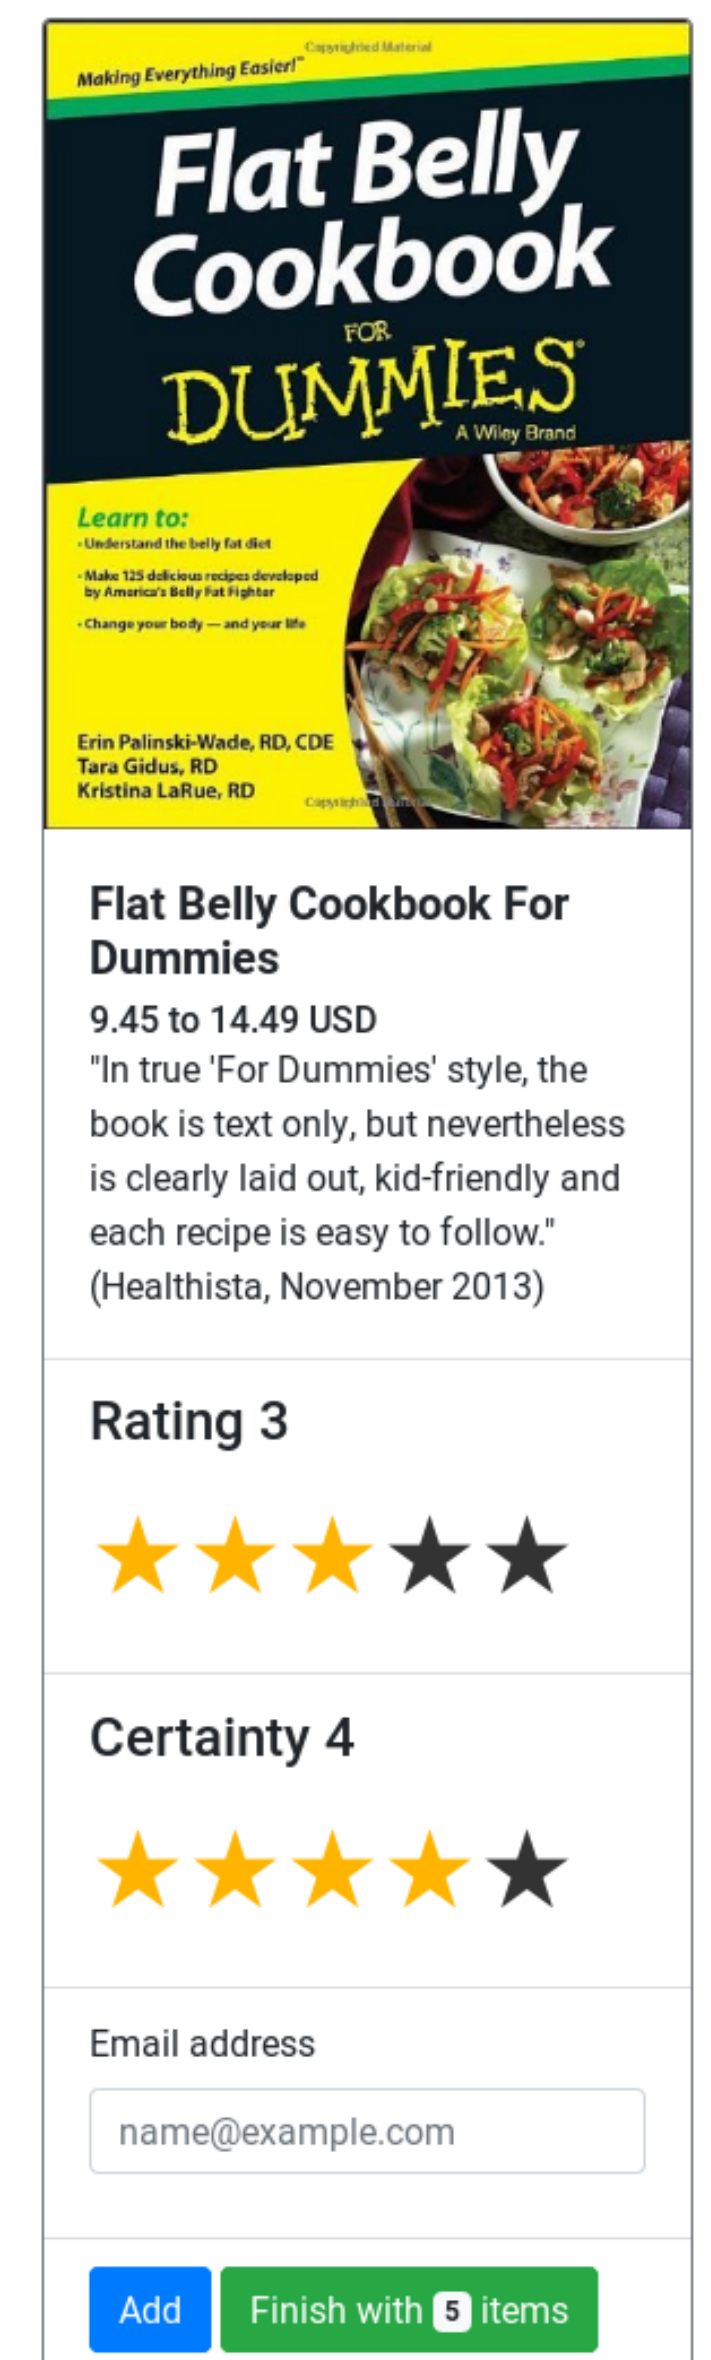 Copyrighted Material
Making Everything Easier!™
Flat Belly
Cookbook
FOR
DUMMIES®
A Wiley Brand
Learn to:
• Understand the belly fat diet
• Make 125 delicious recipes developed
by America's Belly Fat Fighter
• Change your body — and your life
Erin Palinski-Wade, RD, CDE
Tara Gidus, RD
Kristina LaRue, RD
Copyrighted Material
Flat Belly Cookbook For
Dummies
9.45 to 14.49 USD
"In true 'For Dummies' style, the
book is text only, but nevertheless
is clearly laid out, kid-friendly and
each recipe is easy to follow."
(Healthista, November 2013)
Rating 3
Certainty 4
Email address
name@example.com
Add
Finish with 5 items